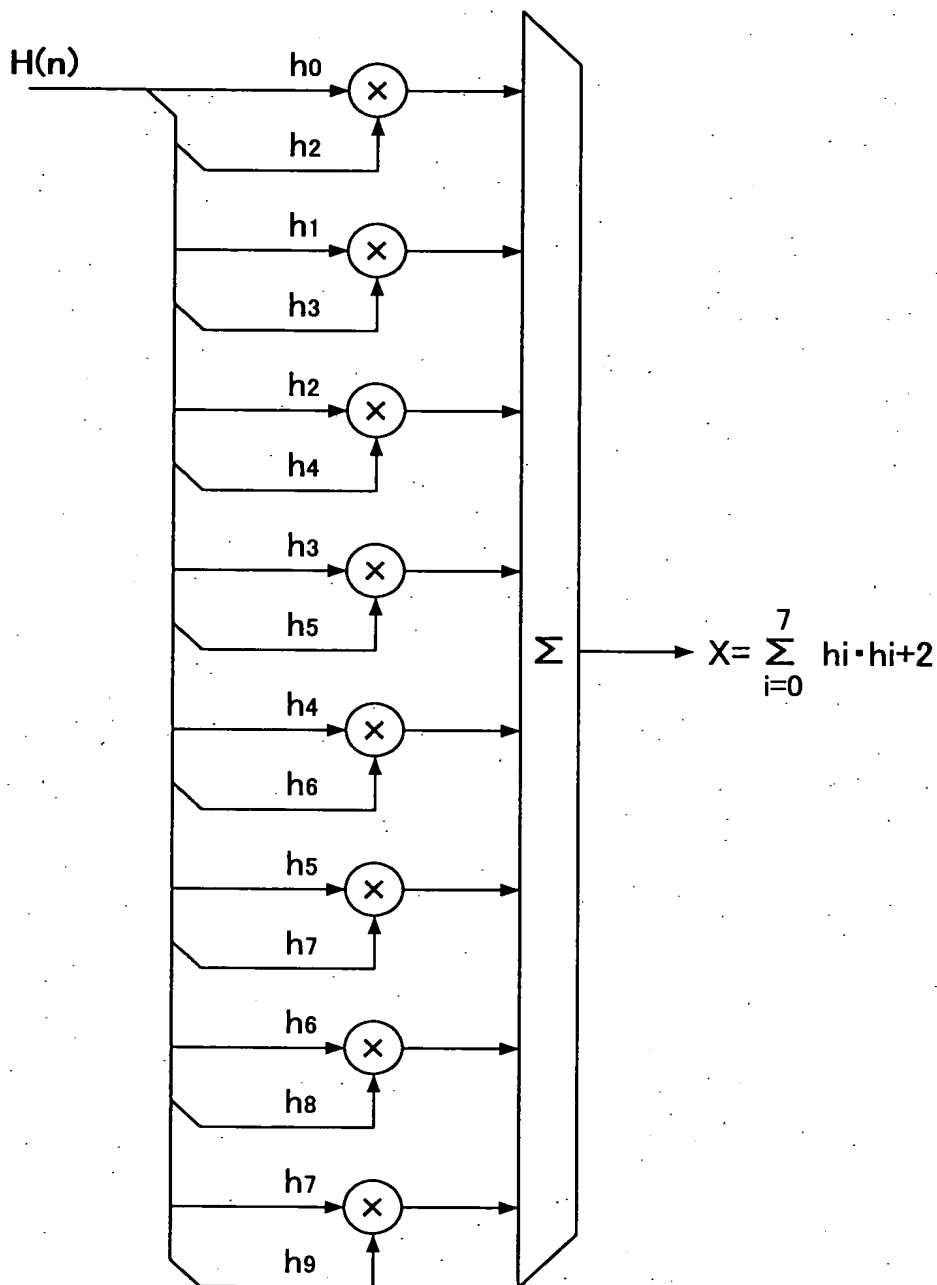 H(n)
h0
×
h2
h1
×
h3
h2
×
h4
h3
×
h5
7
Σ
X= Σ hi・hi+2
i=0
h4
×
h6
h5
×
h7
h6
×
h8
h7
×
h9